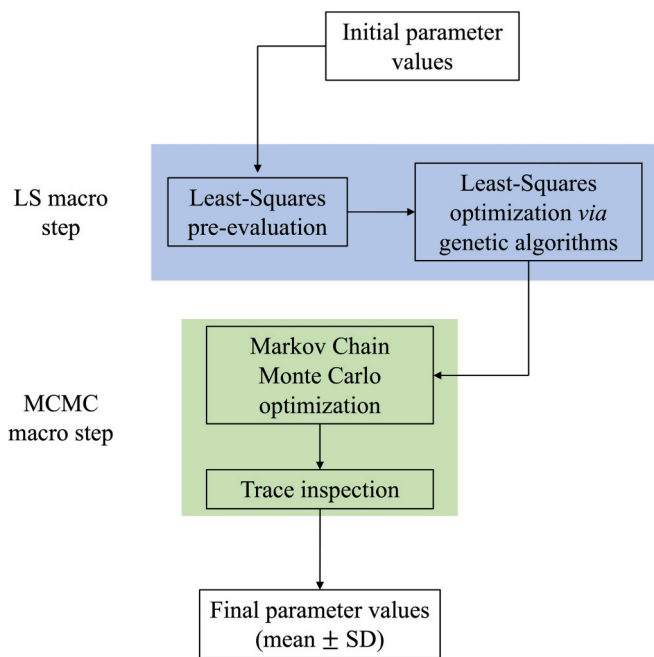 Initial parameter
values
LS macro
step
Least-Squares
pre-evaluation
Least-Squares
optimization via
genetic algorithms
MCMC
macro step
Markov Chain
Monte Carlo
optimization
Trace inspection
Final parameter values
(mean ± SD)